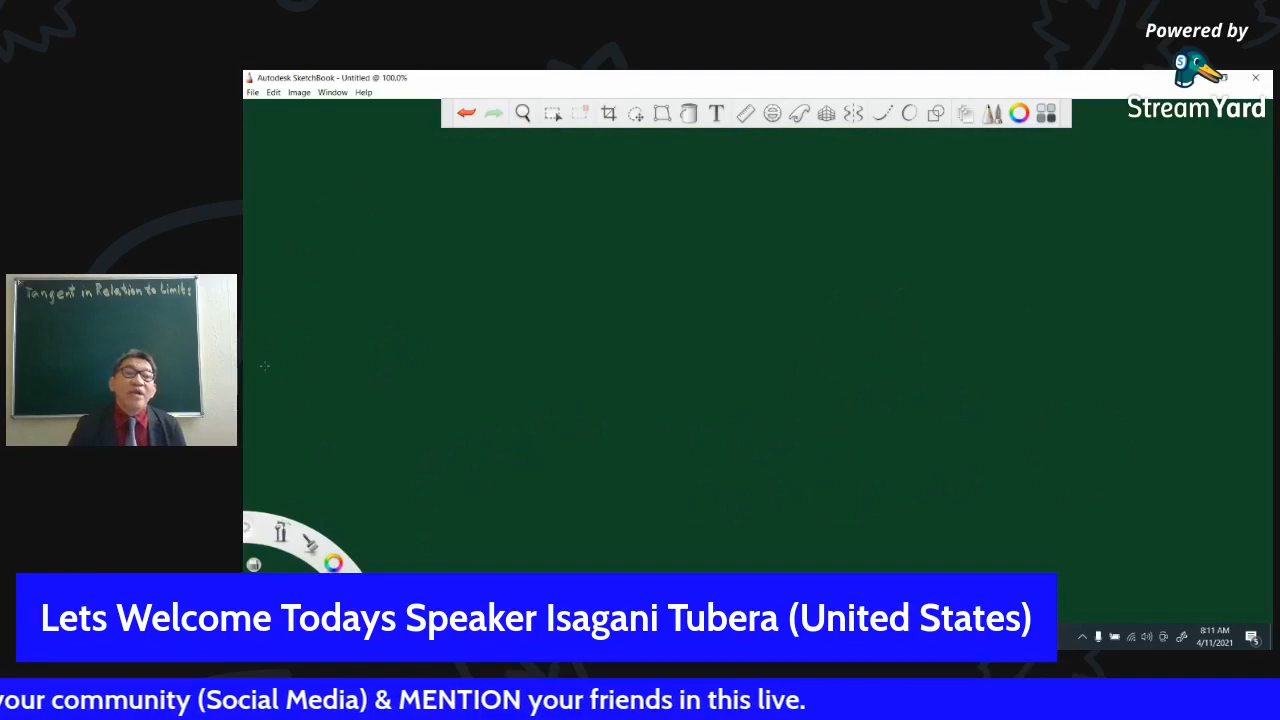 Powered by
StreamYard
Autodesk SketchBook - Untitled @ 100.0%
File Edit Image Window Help
T
Tangent in Relation to Limits
Lets Welcome Todays Speaker Isagani Tubera (United States)
8:11 AM
4/11/2021
5
your community (Social Media) & MENTION your friends in this live.